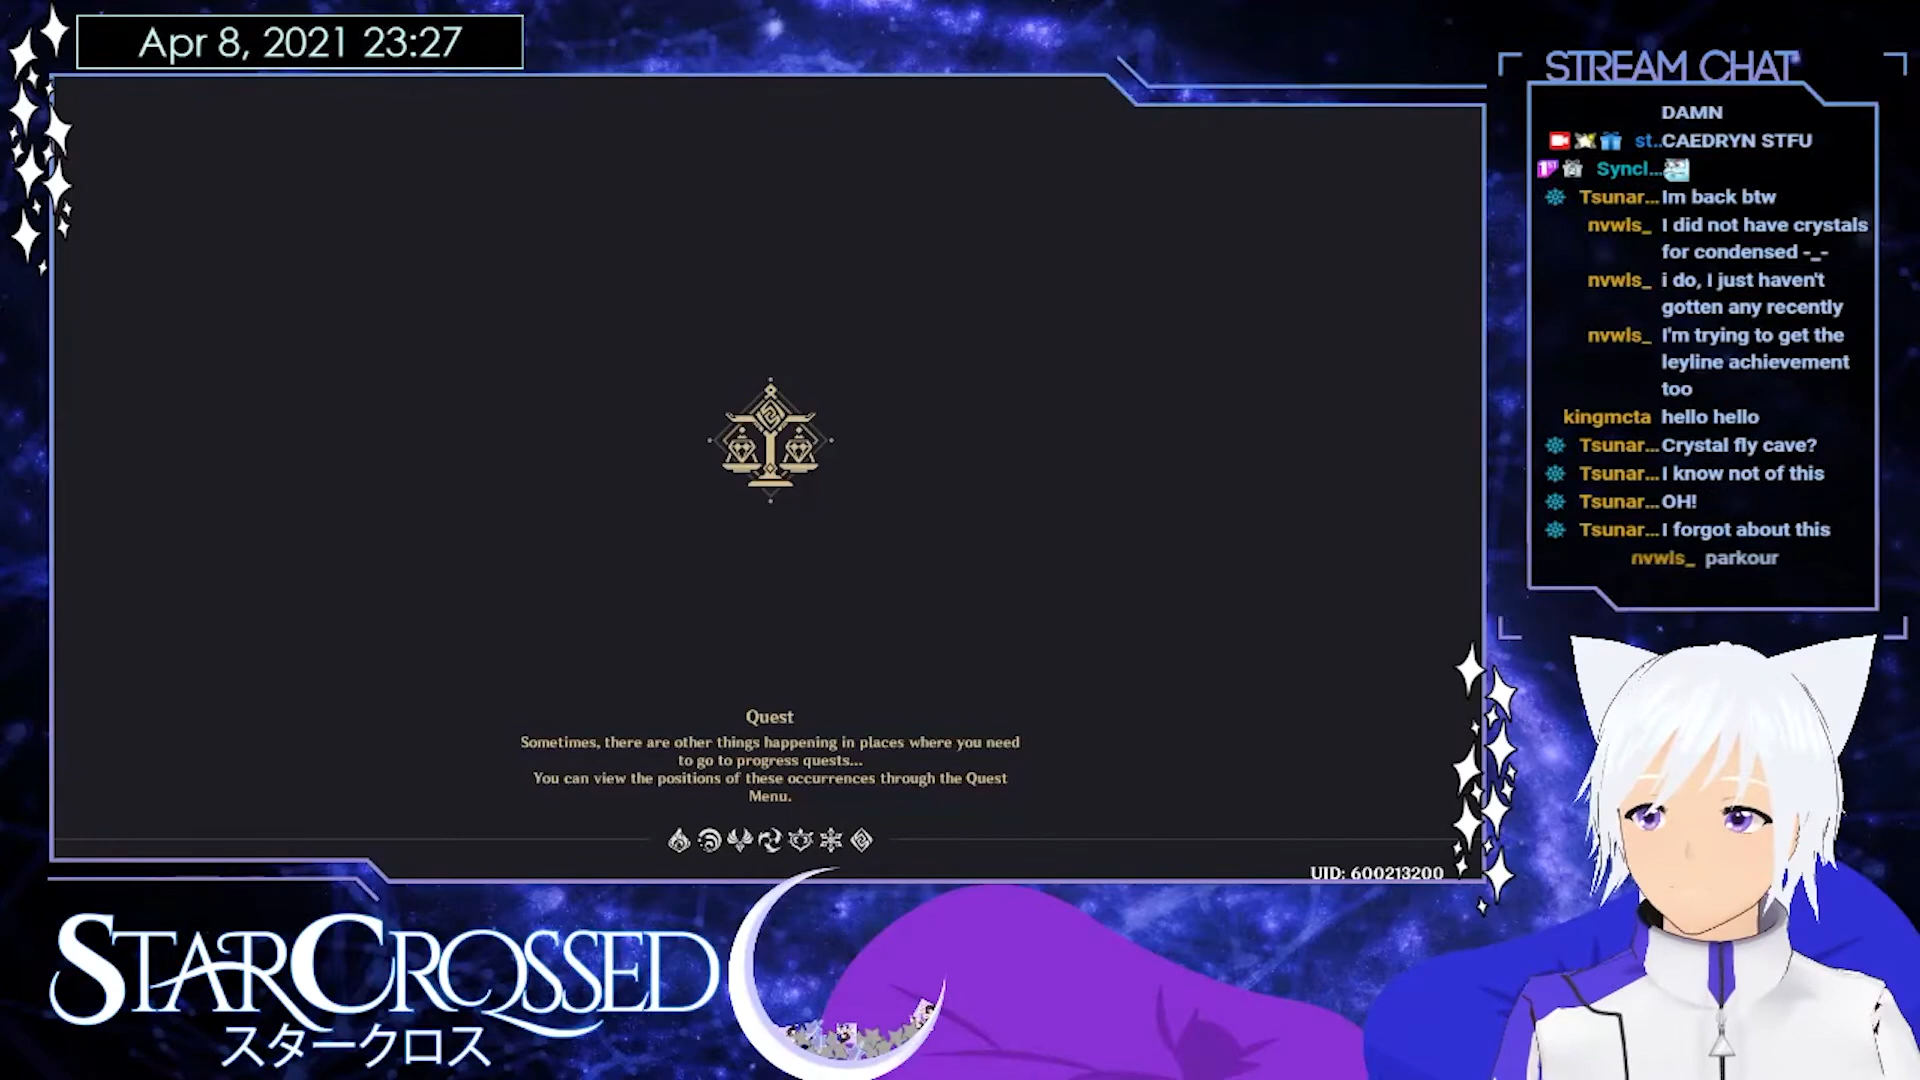 Apr 8, 2021 23:27
STREAM CHAT
DAMN
st..CAEDRYN STFU
Syncl...
Tsunar...Im back btw
nvwls_ I did not have crystals
for condensed -_-
nvwls_ i do, I just haven't
gotten any recently
nvwls_ I'm trying to get the
leyline achievement
too
kingmcta hello hello
Tsunar...Crystal fly cave?
Tsunar...I know not of this
Tsunar...OH!
Tsunar...I forgot about this
nvwls_ parkour
Quest
Sometimes, there are other things happening in places where you need
to go to progress quests...
You can view the positions of these occurrences through the Quest
Menu.
UID: 600213200
STARCROSSED
スタークロス